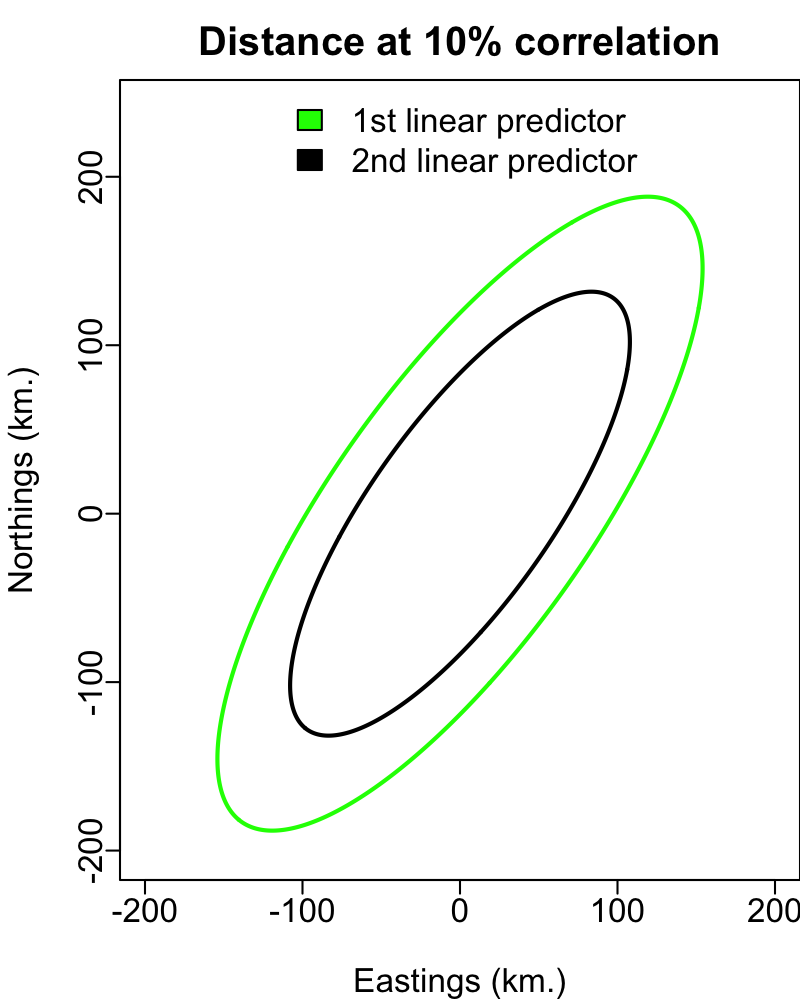 Distance at 10% correlation
1st linear predictor
2nd linear predictor
200
100
0
-100
-200
Northings (km.)
-200 -100 0 100 200
Eastings (km.)